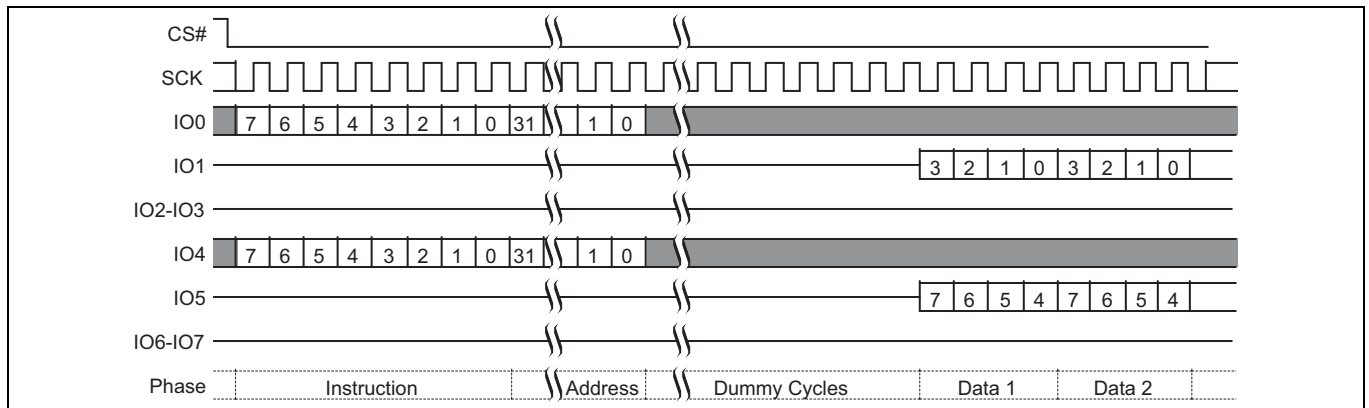 CS#
SCK
IO0 7 6 5 4 3 2 1 0 31 1 0
IO1 3 2 1 0 3 2 1 0
IO2-IO3
IO4 7 6 5 4 3 2 1 0 31 1 0
IO5 7 6 5 4 7 6 5 4
IO6-IO7
Phase Instruction Address Dummy Cycles Data 1 Data 2